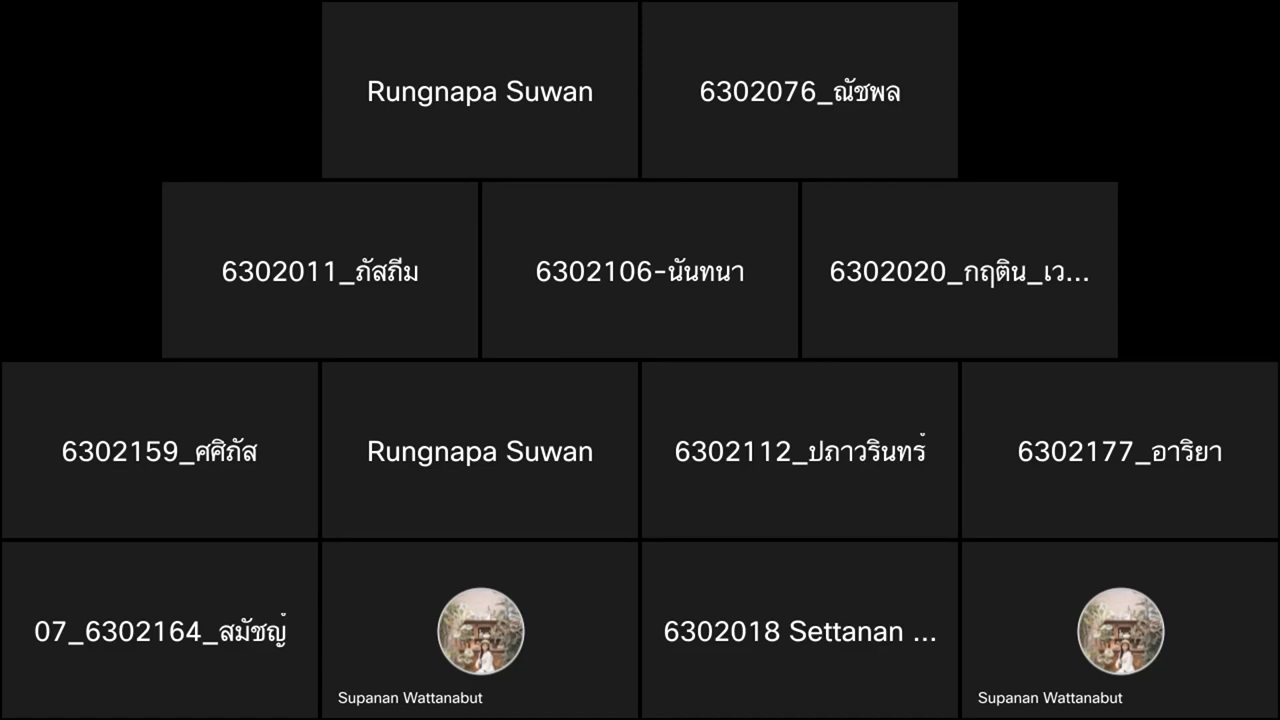 Rungnapa Suwan
6302076_ณัชพล
6302011_ภัสภีม
6302106-นันทนา
6302020_กฤติน_เว...
6302159_ศศิภัส
Rungnapa Suwan
6302112_ปภาวรินทร์
6302177_อาริยา
07_6302164_สมัชญ์
Supanan Wattanabut
6302018 Settanan ...
Supanan Wattanabut